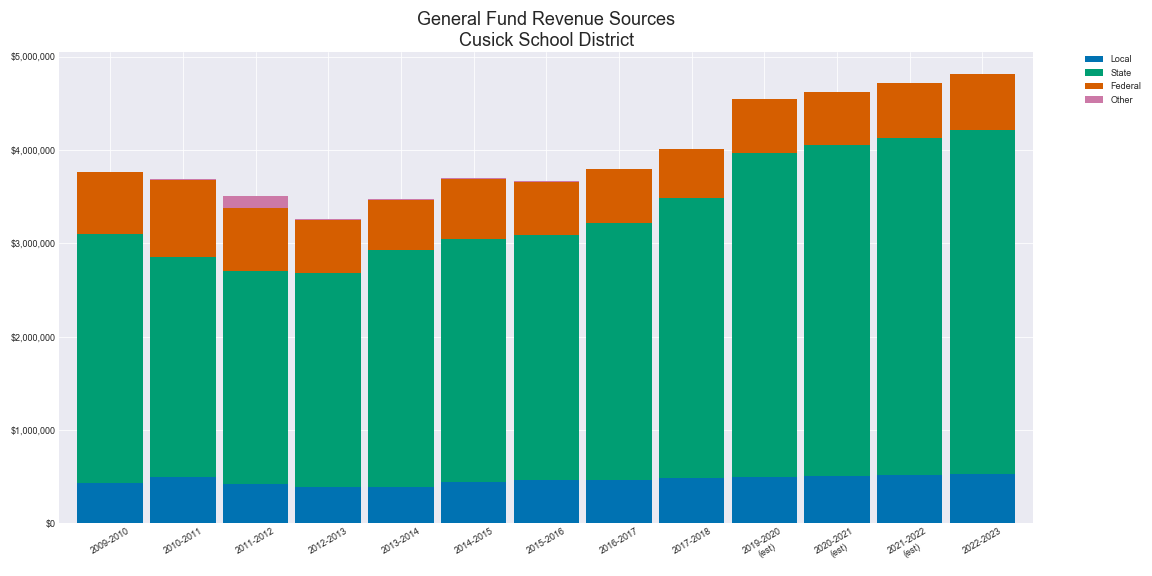 General Fund Revenue Sources
Cusick School District
$5,000,000
$4,000,000
$3,000,000
$2,000,000
$1,000,000
$0
Local
State
Federal
Other
2009-2010
2010-2011
2011-2012
2012-2013
2013-2014
2014-2015
2015-2016
2016-2017
2017-2018
2019-2020
(est)
2020-2021
(est)
2021-2022
(est)
2022-2023